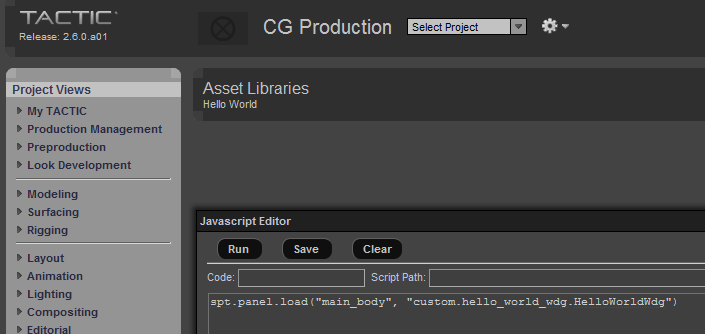 TACTIC
Release: 2.6.0.a01
CG Production
Select Project
Project Views
My TACTIC
Production Management
Preproduction
Look Development
Modeling
Surfacing
Rigging
Layout
Animation
Lighting
Compositing
Editorial
Asset Libraries
Hello World
Javascript Editor
Run Save Clear
Code: Script Path:
spt.panel.load("main_body", "custom.hello_world_wdg.HelloWorldWdg")